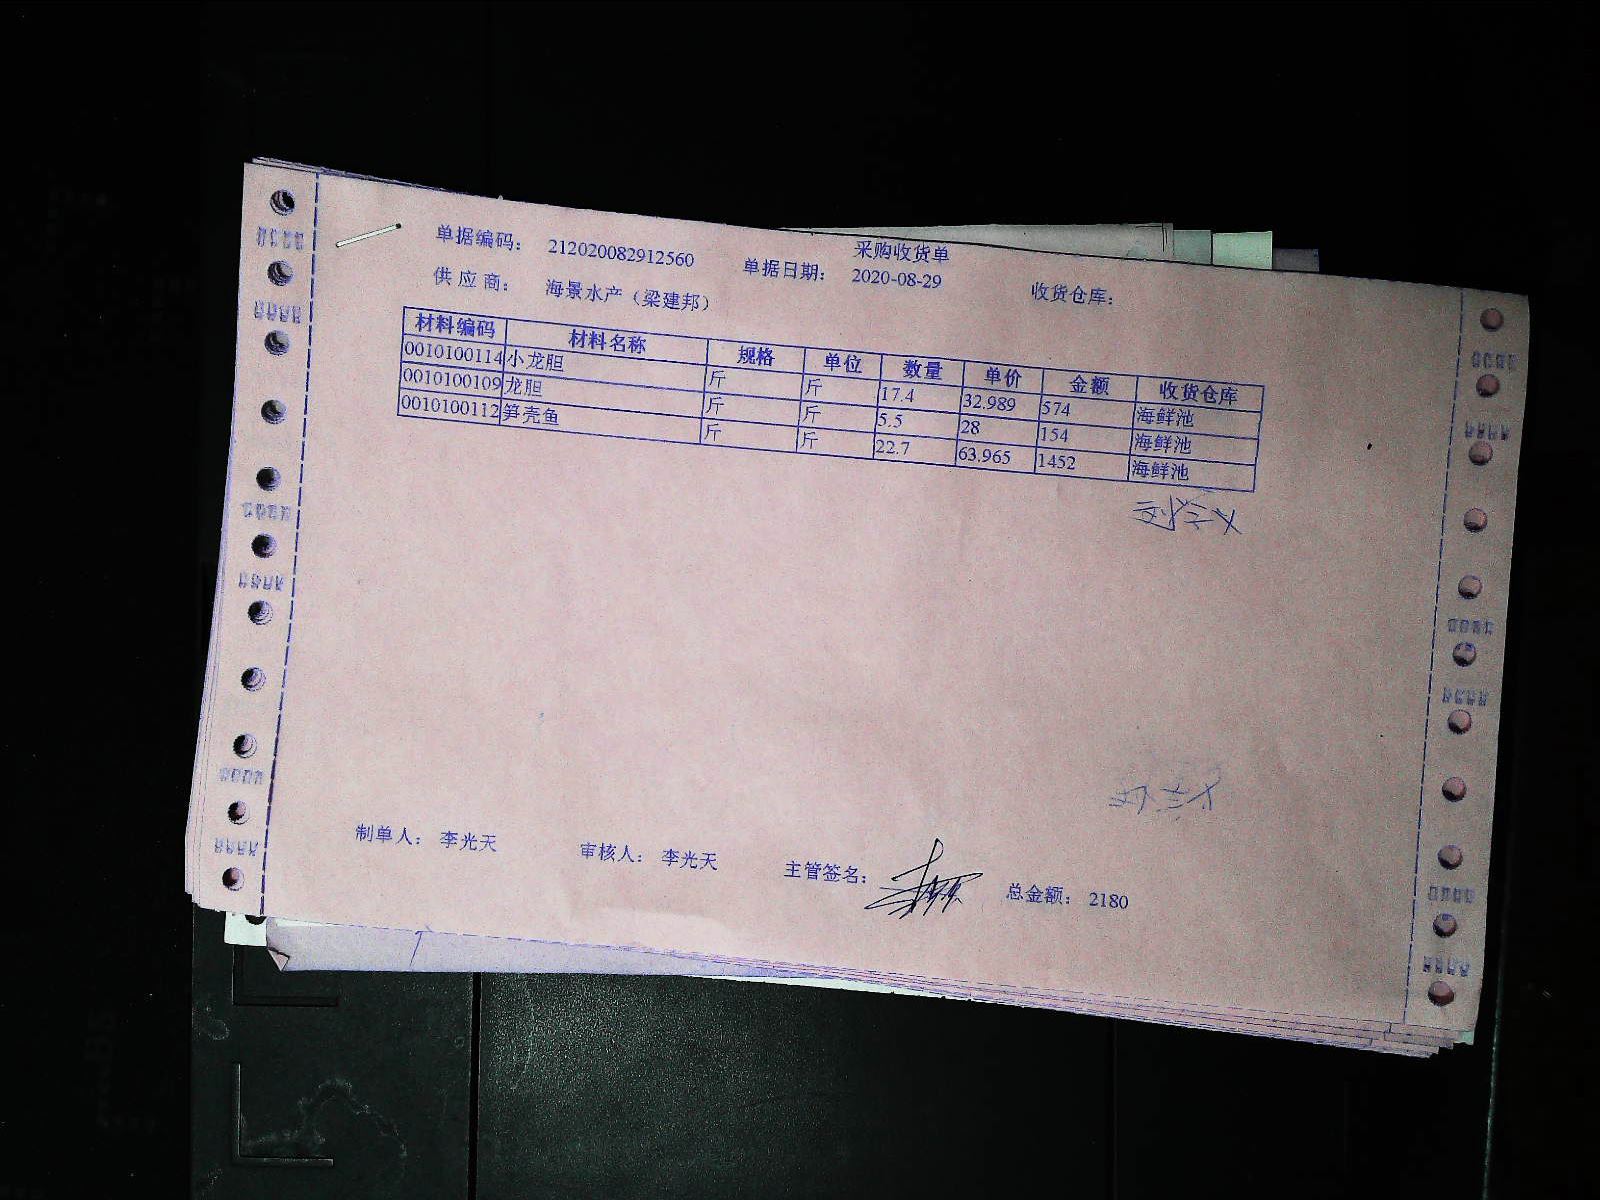 采购收货单
单据编码： 212020082912560 单据日期： 2020-08-29 收货仓库：
供 应 商： 海景水产（梁建邦）
材料编码 材料名称 规格 单位 数量 单价 金额 收货仓库
0010100114 小龙胆 斤 斤 17.4 32.989 574 海鲜池
0010100109 龙胆 斤 斤 5.5 28 154 海鲜池
0010100112 笋壳鱼 斤 斤 22.7 63.965 1452 海鲜池
制单人： 李光天 审核人： 李光天 主管签名： 总金额： 2180